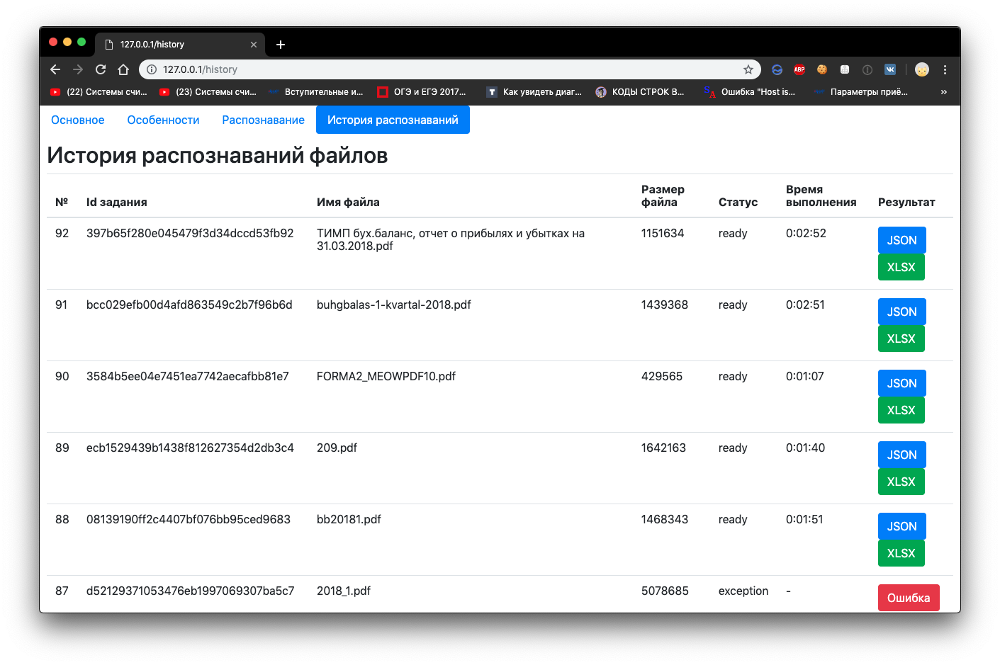 127.0.0.1/history
127.0.0.1/history
ABP
(22) Системы счи...
(23) Системы счи...
Вступительные и...
ОГЭ и ЕГЭ 2017...
T
Как увидеть диаг...
КОДЫ СТРОК В...
S A
Ошибка "Host is...
Параметры приё...
»
Основное
Особенности
Распознавание
История распознаваний
История распознаваний файлов
№ Id задания Имя файла Размер файла Статус Время выполнения Результат
92 397b65f280e045479f3d34dccd53fb92 ТИМП бух.баланс, отчет о прибылях и убытках на 1151634 ready 0:02:52 JSON
31.03.2018.pdf
XLSX
91 bcc029efb00d4afd863549c2b7f96b6d buhgbalas-1-kvartal-2018.pdf 1439368 ready 0:02:51 JSON
XLSX
90 3584b5ee04e7451ea7742aecafbb81e7 FORMA2_MEOWPDF10.pdf 429565 ready 0:01:07 JSON
XLSX
89 ecb1529439b1438f812627354d2db3c4 209.pdf 1642163 ready 0:01:40 JSON
XLSX
88 08139190ff2c4407bf076bb95ced9683 bb20181.pdf 1468343 ready 0:01:51 JSON
XLSX
87 d52129371053476eb1997069307ba5c7 2018_1.pdf 5078685 exception - Ошибка